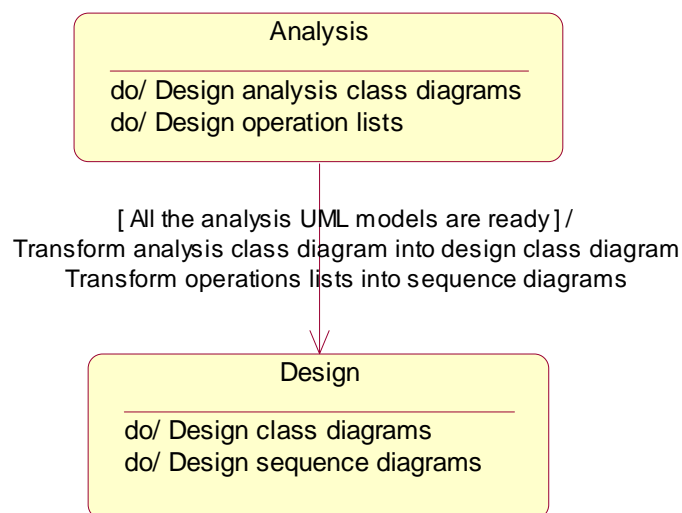 Analysis
do/ Design analysis class diagrams
do/ Design operation lists
[ All the analysis UML models are ready ] /
Transform analysis class diagram into design class diagram
Transform operations lists into sequence diagrams
Design
do/ Design class diagrams
do/ Design sequence diagrams